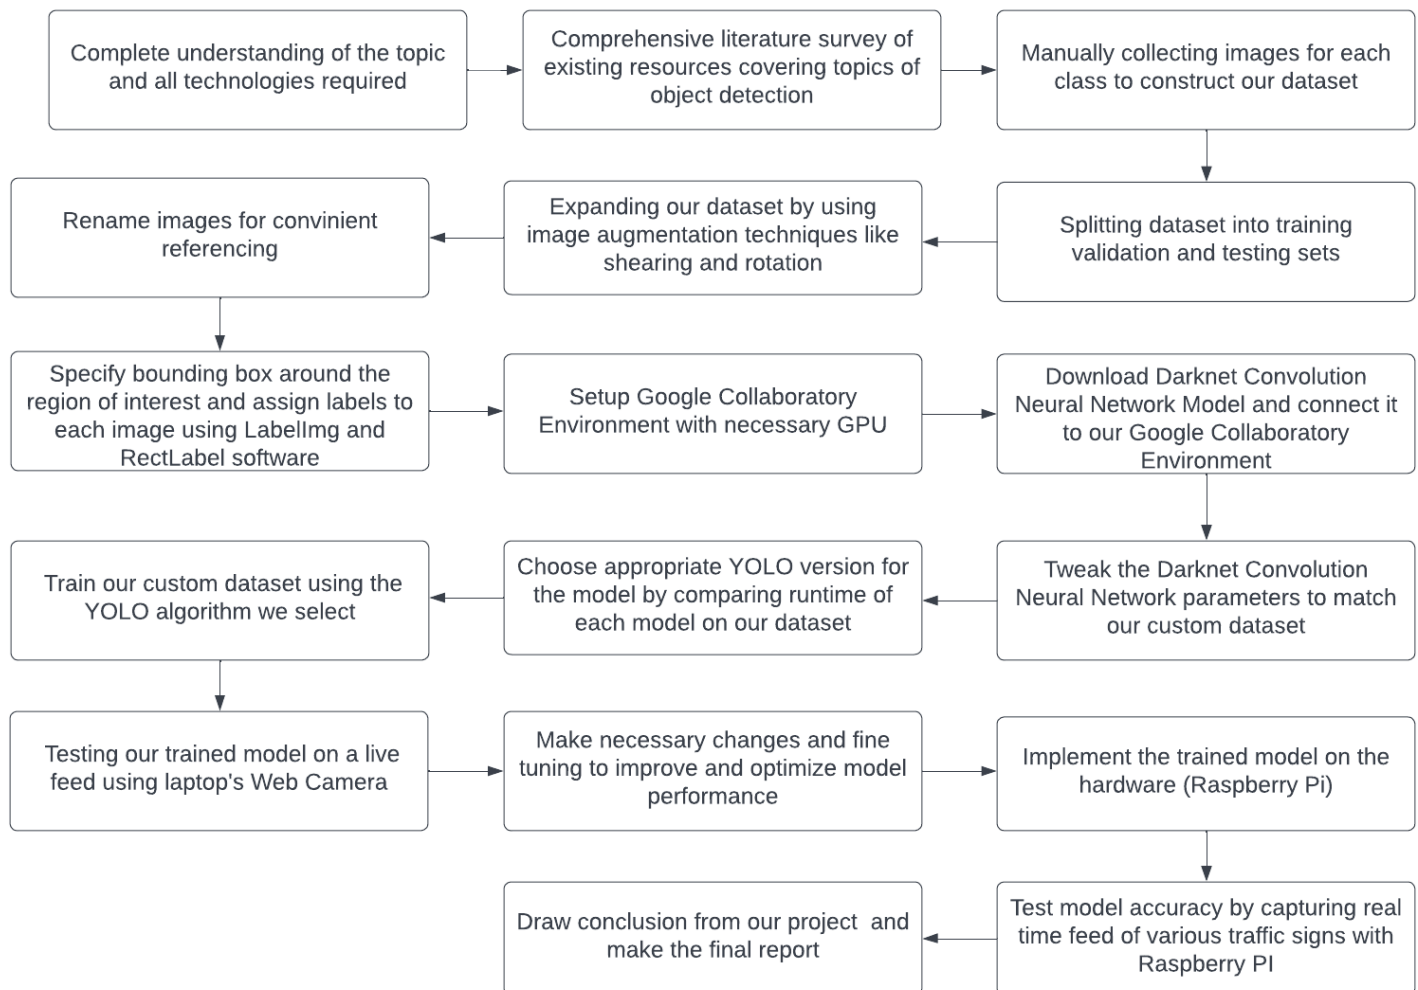 Complete understanding of the topic
and all technologies required
Comprehensive literature survey of
existing resources covering topics of
object detection
Manually collecting images for each
class to construct our dataset
Splitting dataset into training
validation and testing sets
Expanding our dataset by using
image augmentation techniques like
shearing and rotation
Rename images for convinient
referencing
Specify bounding box around the
region of interest and assign labels to
each image using LabelImg and
RectLabel software
Setup Google Collaboratory
Environment with necessary GPU
Download Darknet Convolution
Neural Network Model and connect it
to our Google Collaboratory
Environment
Tweak the Darknet Convolution
Neural Network parameters to match
our custom dataset
Choose appropriate YOLO version for
the model by comparing runtime of
each model on our dataset
Train our custom dataset using the
YOLO algorithm we select
Testing our trained model on a live
feed using laptop's Web Camera
Make necessary changes and fine
tuning to improve and optimize model
performance
Implement the trained model on the
hardware (Raspberry Pi)
Test model accuracy by capturing real
time feed of various traffic signs with
Raspberry PI
Draw conclusion from our project  and
make the final report